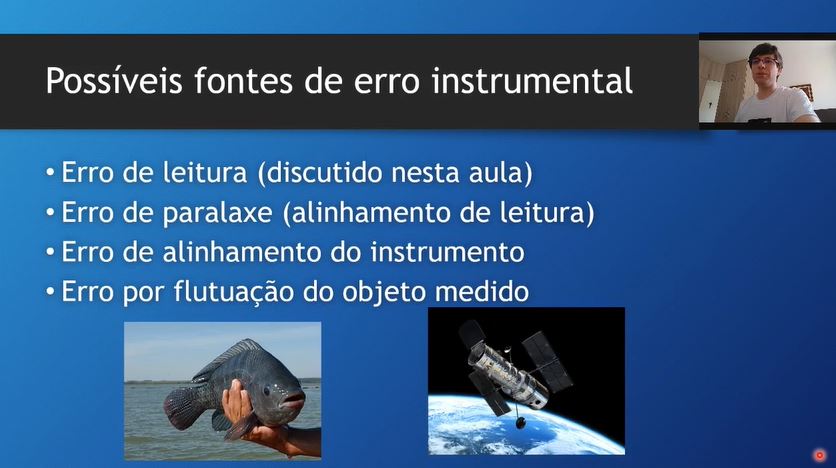 Possíveis fontes de erro instrumental
• Erro de leitura (discutido nesta aula)
• Erro de paralaxe (alinhamento de leitura)
• Erro de alinhamento do instrumento
• Erro por flutuação do objeto medido